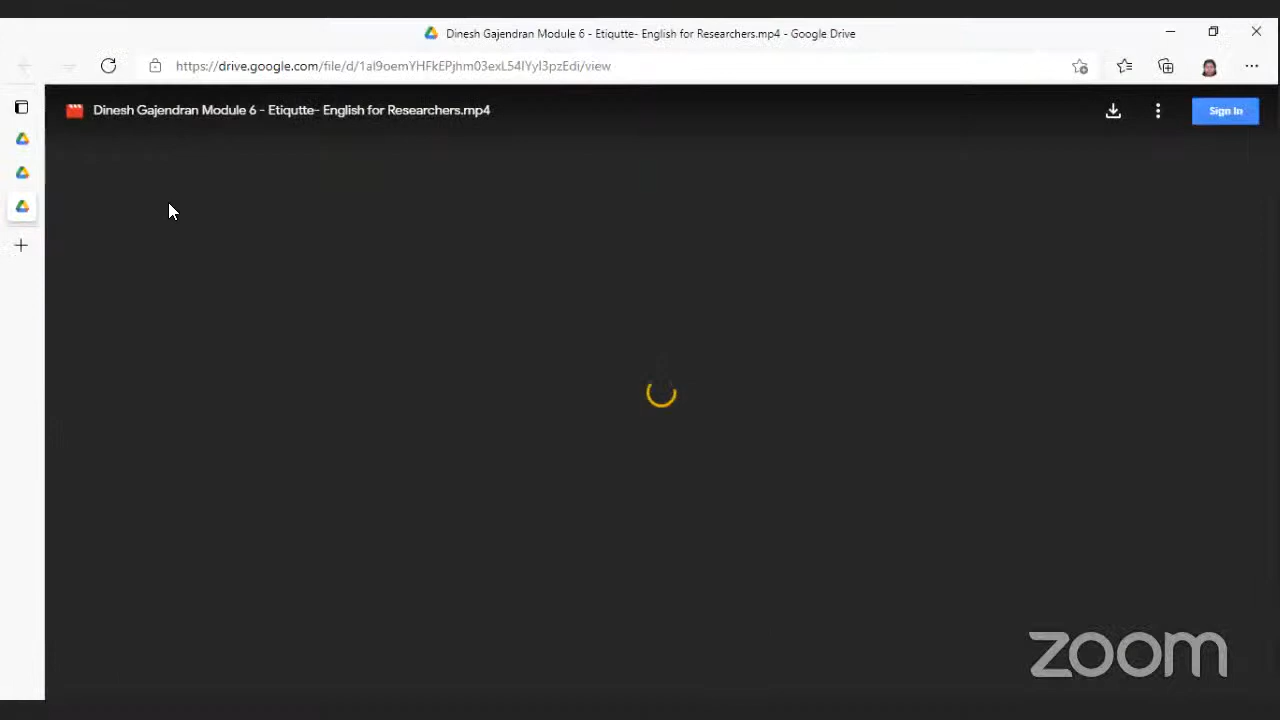 Dinesh Gajendran Module 6 - Etiqutte- English for Researchers.mp4 - Google Drive
https://drive.google.com/file/d/1al9oemYHFkEPjhm03exL54lYyl3pzEdi/view
Dinesh Gajendran Module 6 - Etiqutte- English for Researchers.mp4
Sign In
zoom